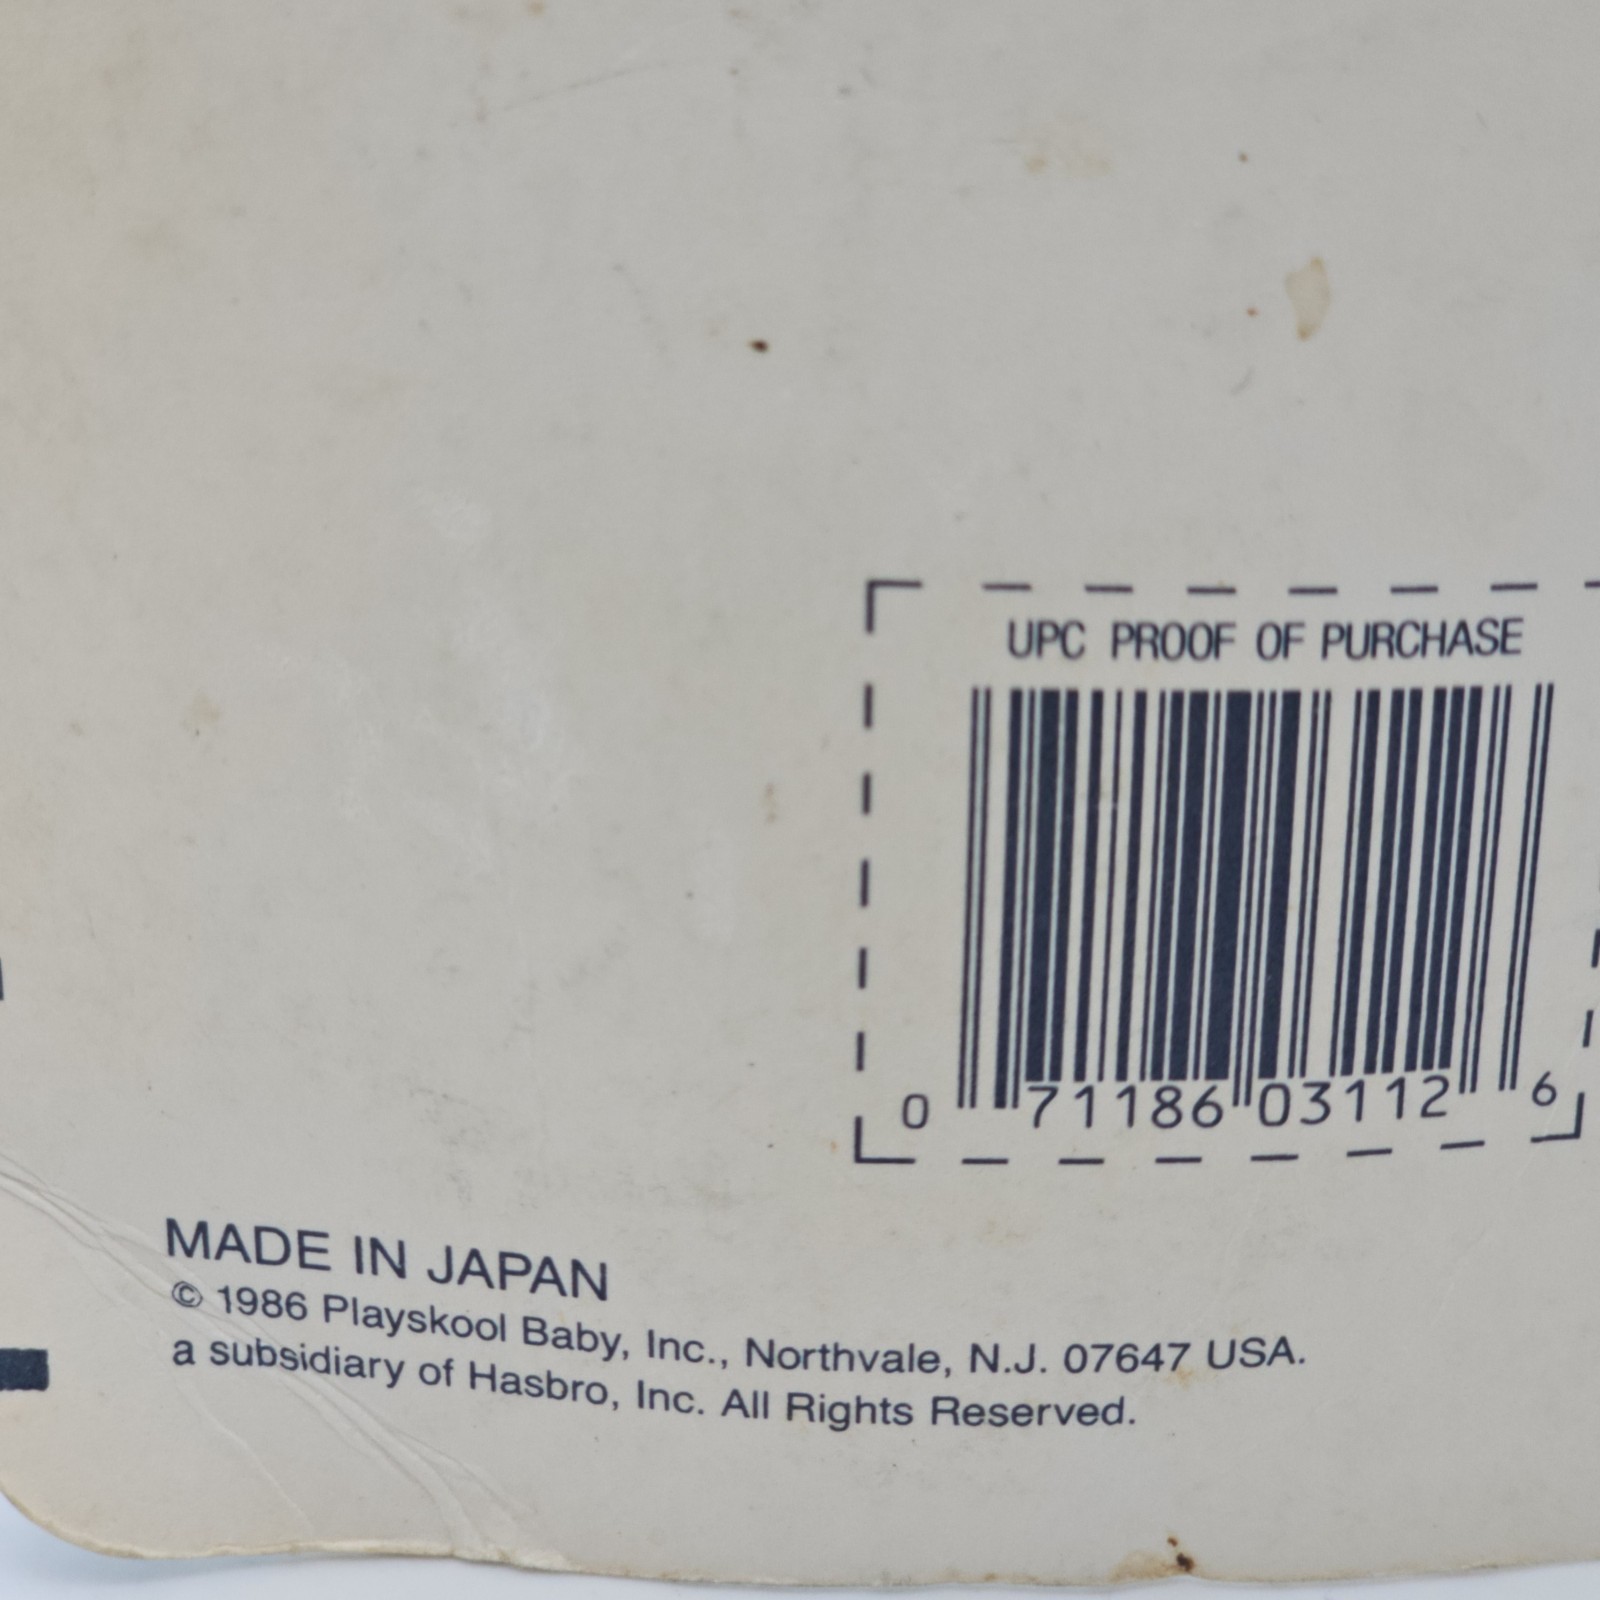 UPC PROOF OF PURCHASE
0 71186 03112 6
MADE IN JAPAN
© 1986 Playskool Baby, Inc., Northvale, N.J. 07647 USA.
a subsidiary of Hasbro, Inc. All Rights Reserved.